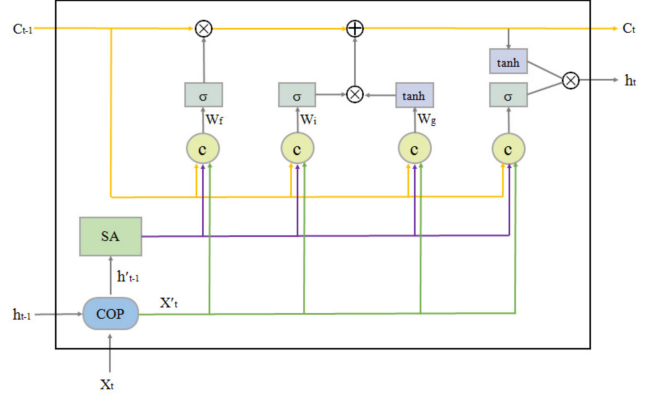 Ct-1
Ct
tanh
ht
σ
σ
tanh
σ
Wf
Wi
Wg
c
c
c
c
SA
h't-1
X't
ht-1
COP
Xt